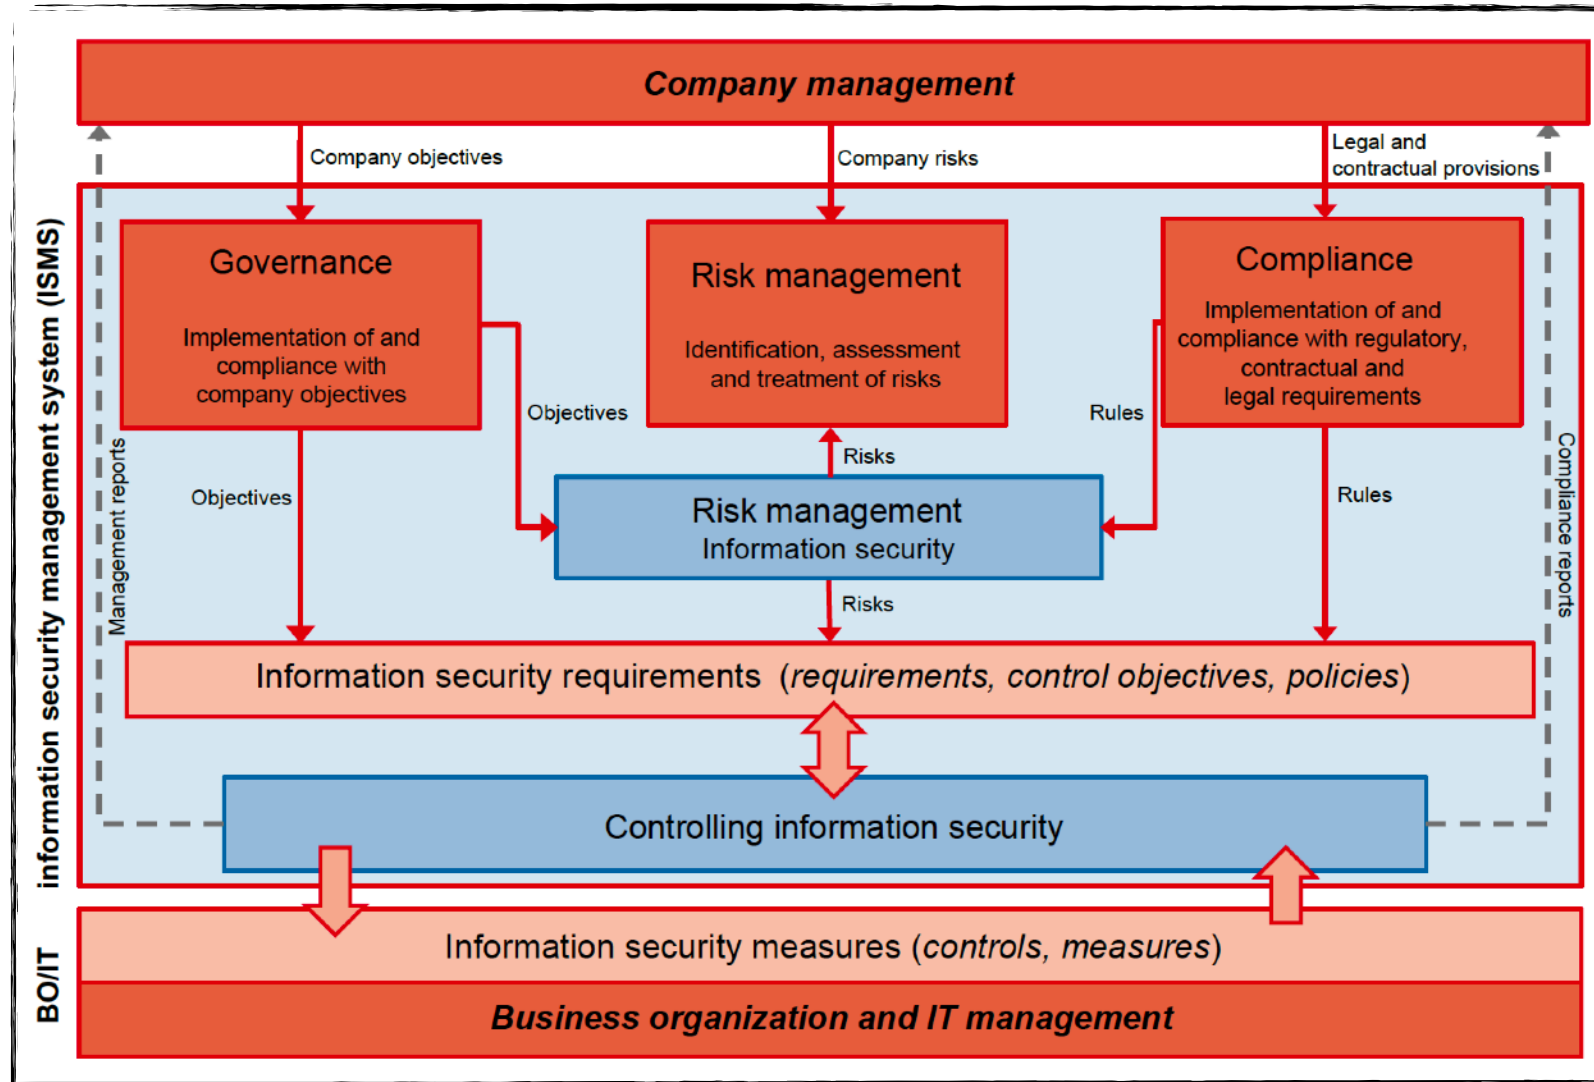 Company management
Company objectives
Company risks
Legal and
contractual provisions
information security management system (ISMS)
Governance
Implementation of and
compliance with
company objectives
Risk management
Identification, assessment
and treatment of risks
Compliance
Implementation of and
compliance with regulatory,
contractual and
legal requirements
Management reports
Objectives
Objectives
Risks
Rules
Rules
Compliance reports
Risk management
Information security
Risks
Information security requirements (requirements, control objectives, policies)
Controlling information security
BO/IT
Information security measures (controls, measures)
Business organization and IT management